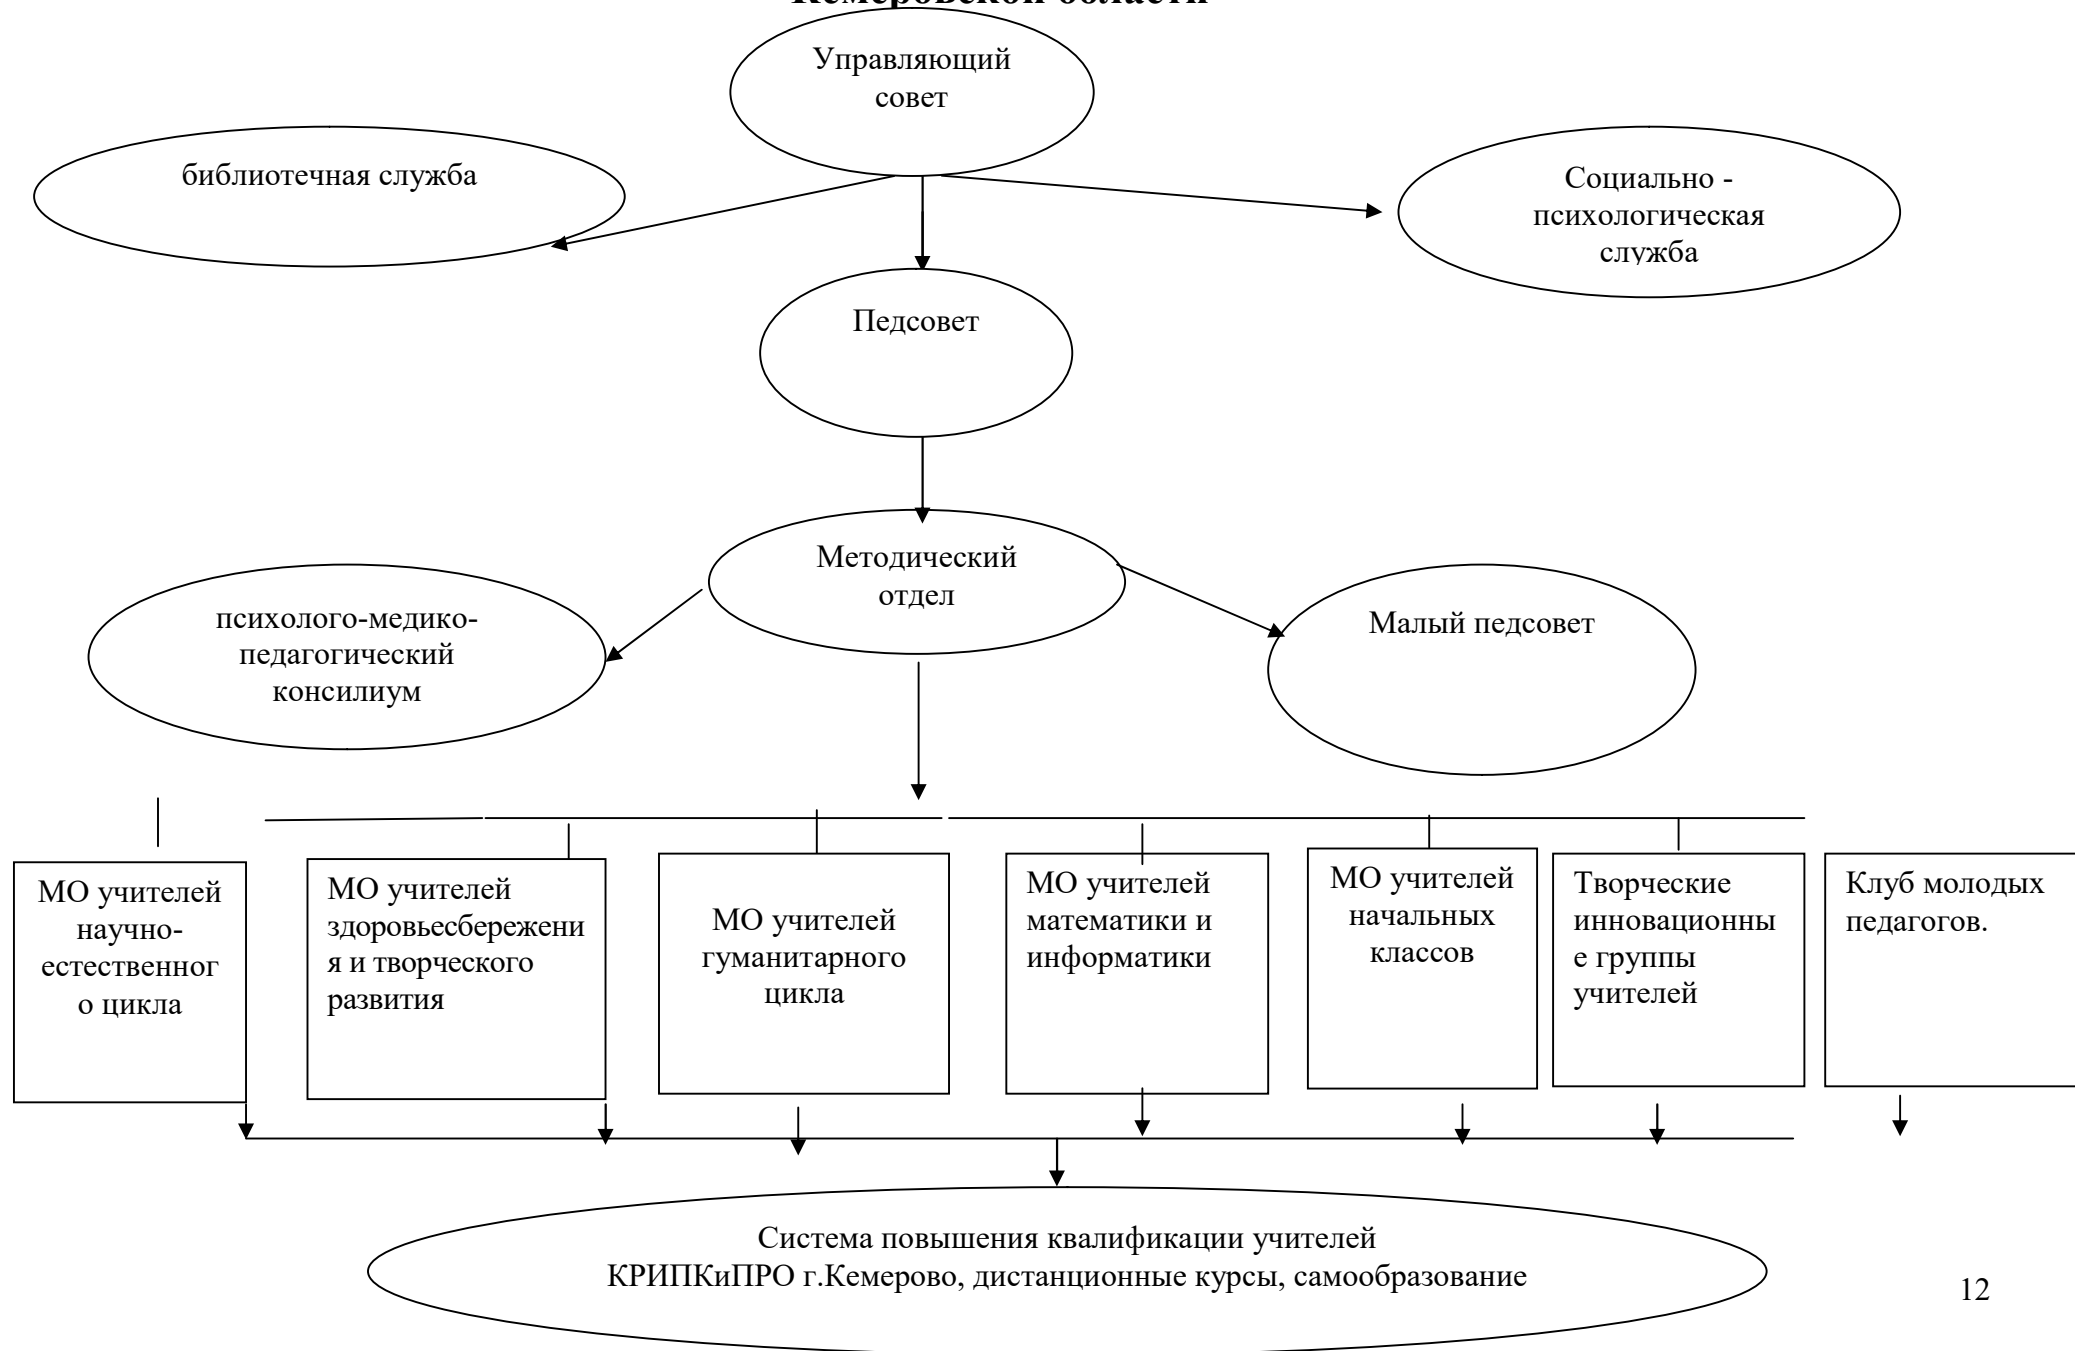 Кемеровской области
Управляющий
совет
библиотечная служба
Социально -
психологическая
служба
Педсовет
Методический
отдел
психолого-медико-
педагогический
консилиум
Малый педсовет
МО учителей
научно-
естественног
о цикла
МО учителей
здоровьесбережени
я и творческого
развития
МО учителей
гуманитарного
цикла
МО учителей
математики и
информатики
МО учителей
начальных
классов
Творческие
инновационны
е группы
учителей
Клуб молодых
педагогов.
Система повышения квалификации учителей
КРИПКиПРО г.Кемерово, дистанционные курсы, самообразование
12